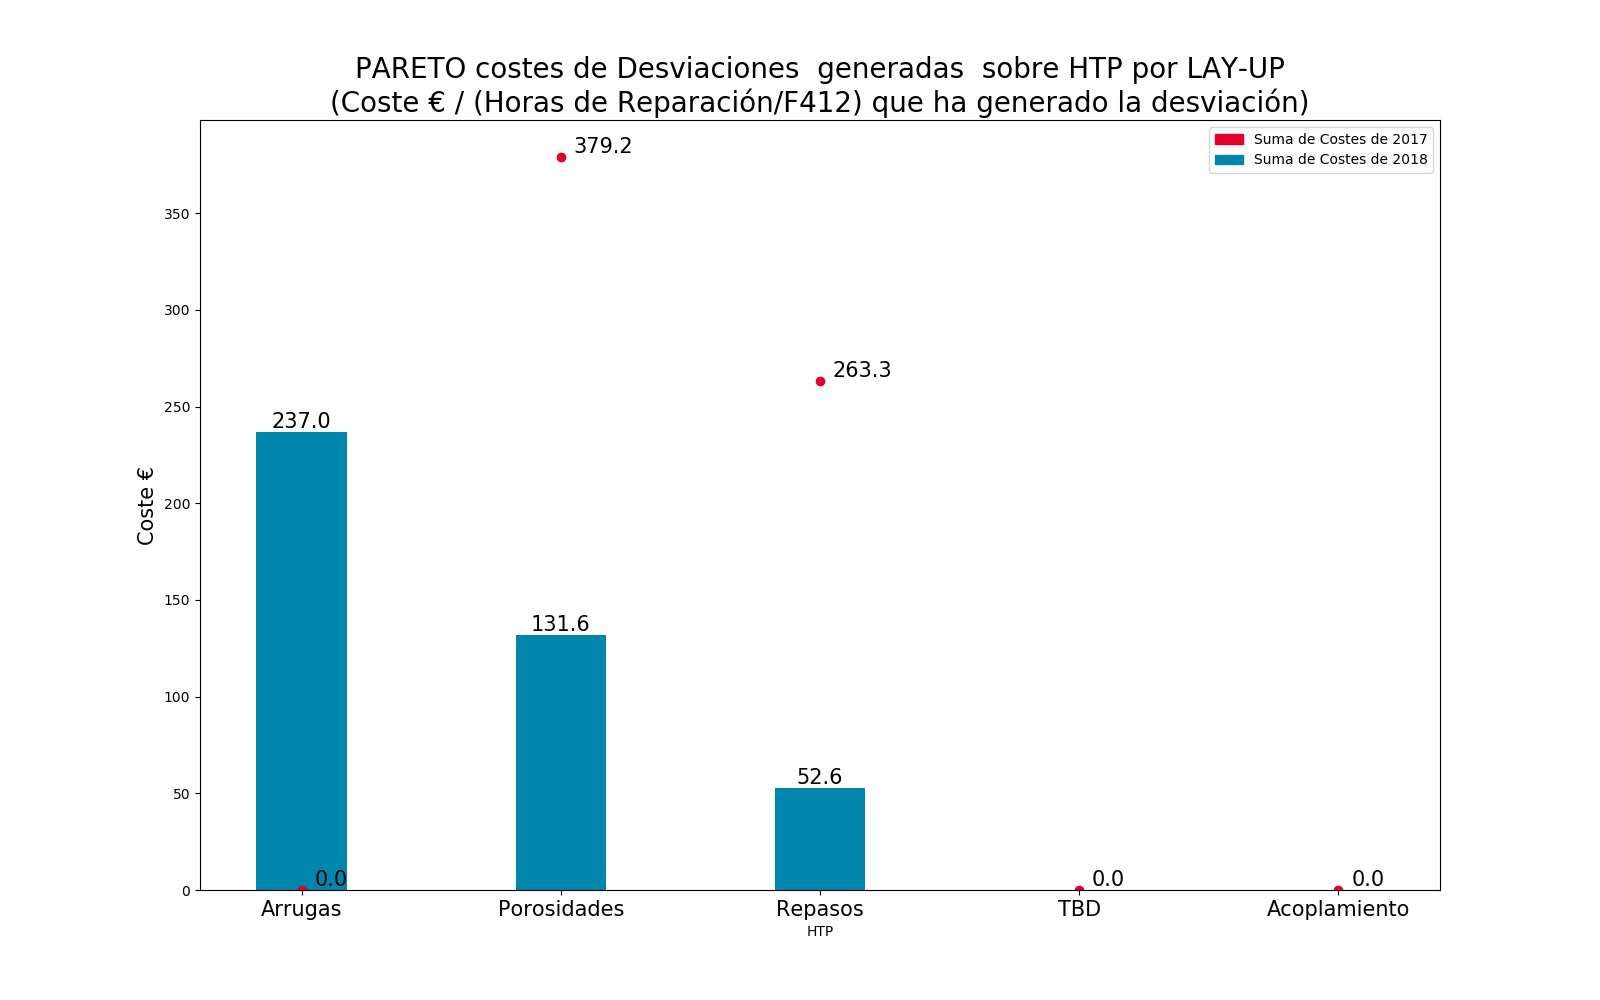 PARETO costes de Desviaciones  generadas  sobre HTP por LAY-UP
(Coste € / (Horas de Reparación/F412) que ha generado la desviación)
Suma de Costes de 2017
Suma de Costes de 2018
379.2
263.3
237.0
131.6
52.6
0.0
0.0
0.0
350
300
250
200
150
100
50
0
Coste €
Arrugas
Porosidades
Repasos
TBD
Acoplamiento
HTP